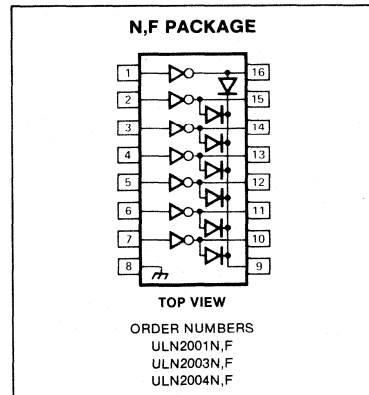 N,F PACKAGE
1 16
2 15
3 14
4 13
5 12
6 11
7 10
8 9
TOP VIEW
ORDER NUMBERS
ULN2001N,F
ULN2003N,F
ULN2004N,F